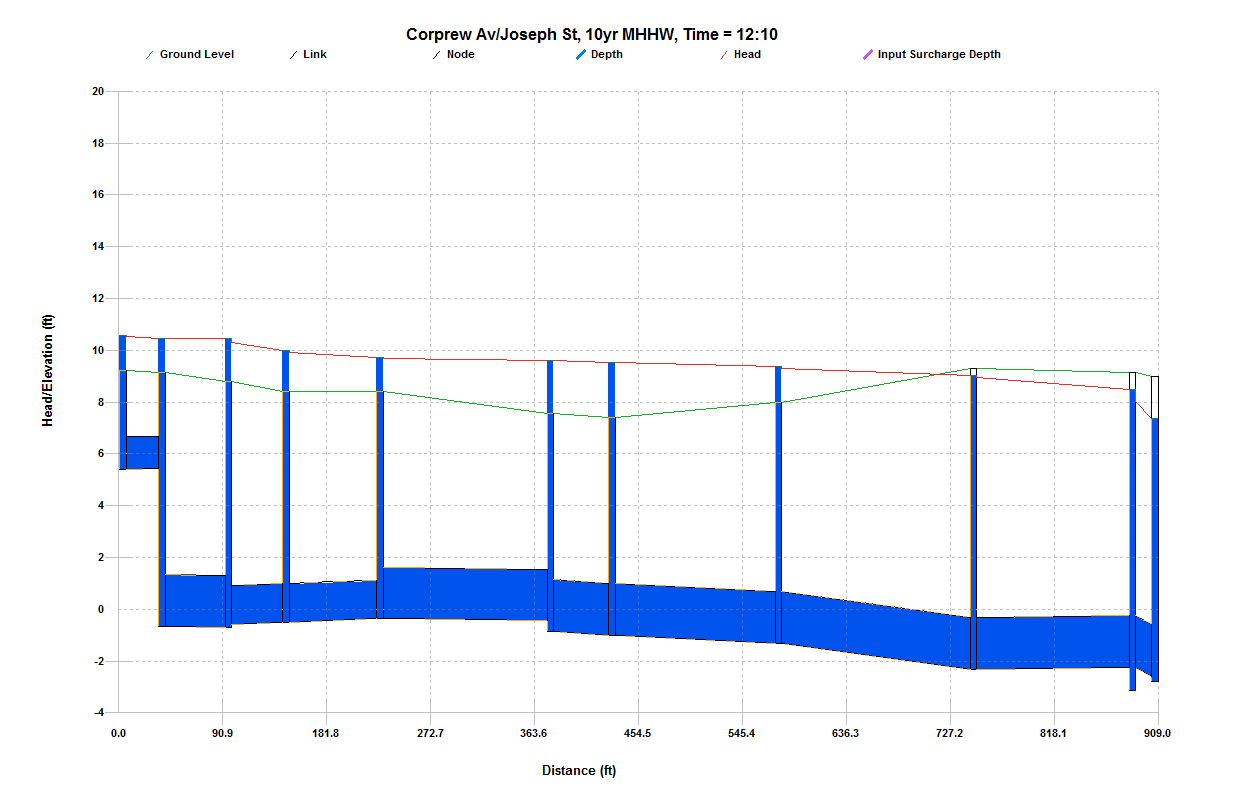 Corprew Av/Joseph St, 10yr MHHW, Time = 12:10
Ground Level Link Node Depth Head Input Surcharge Depth
20
18
16
14
12
10
8
6
4
2
0
-2
-4
Head/Elevation (ft)
0.0 90.9 181.8 272.7 363.6 454.5 545.4 636.3 727.2 818.1 909.0
Distance (ft)